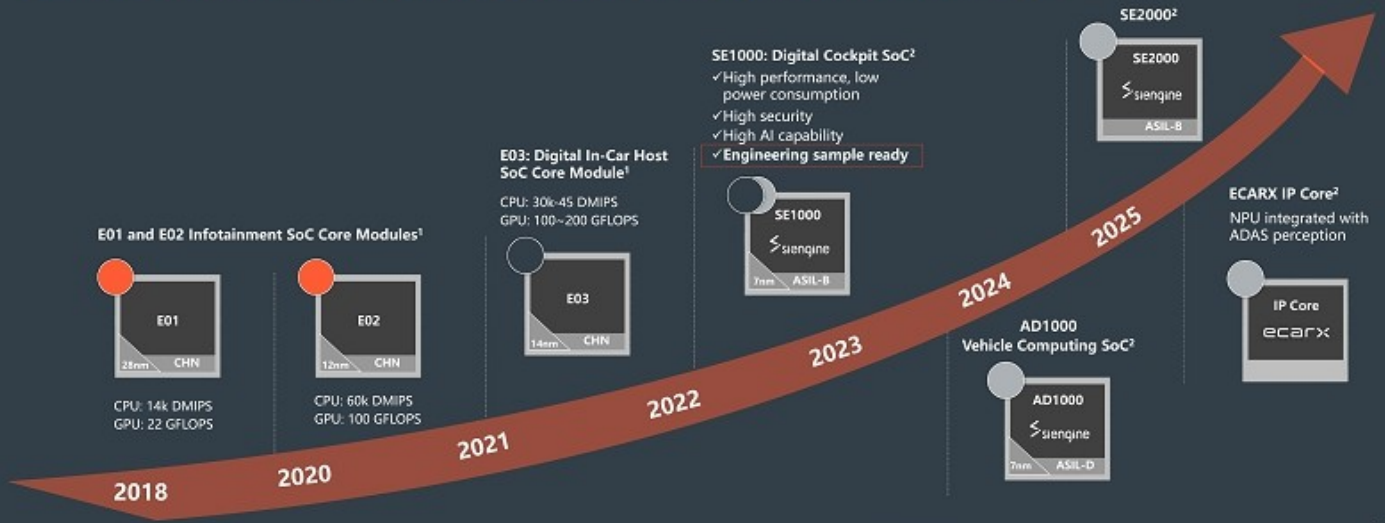 E01 and E02 Infotainment SoC Core Modules¹
E01
28nm CHN
CPU: 14k DMIPS
GPU: 22 GFLOPS
E02
12nm CHN
CPU: 60k DMIPS
GPU: 100 GFLOPS
E03: Digital In-Car Host
SoC Core Module¹
CPU: 30k-45 DMIPS
GPU: 100~200 GFLOPS
E03
14nm CHN
SE1000: Digital Cockpit SoC²
✓High performance, low
power consumption
✓High security
✓High AI capability
✓Engineering sample ready
SE1000
siengine
7nm ASIL-B
AD1000
Vehicle Computing SoC²
AD1000
siengine
7nm ASIL-D
SE2000²
SE2000
siengine
ASIL-B
ECARX IP Core²
NPU integrated with
ADAS perception
IP Core
ecarx
2018
2020
2021
2022
2023
2024
2025